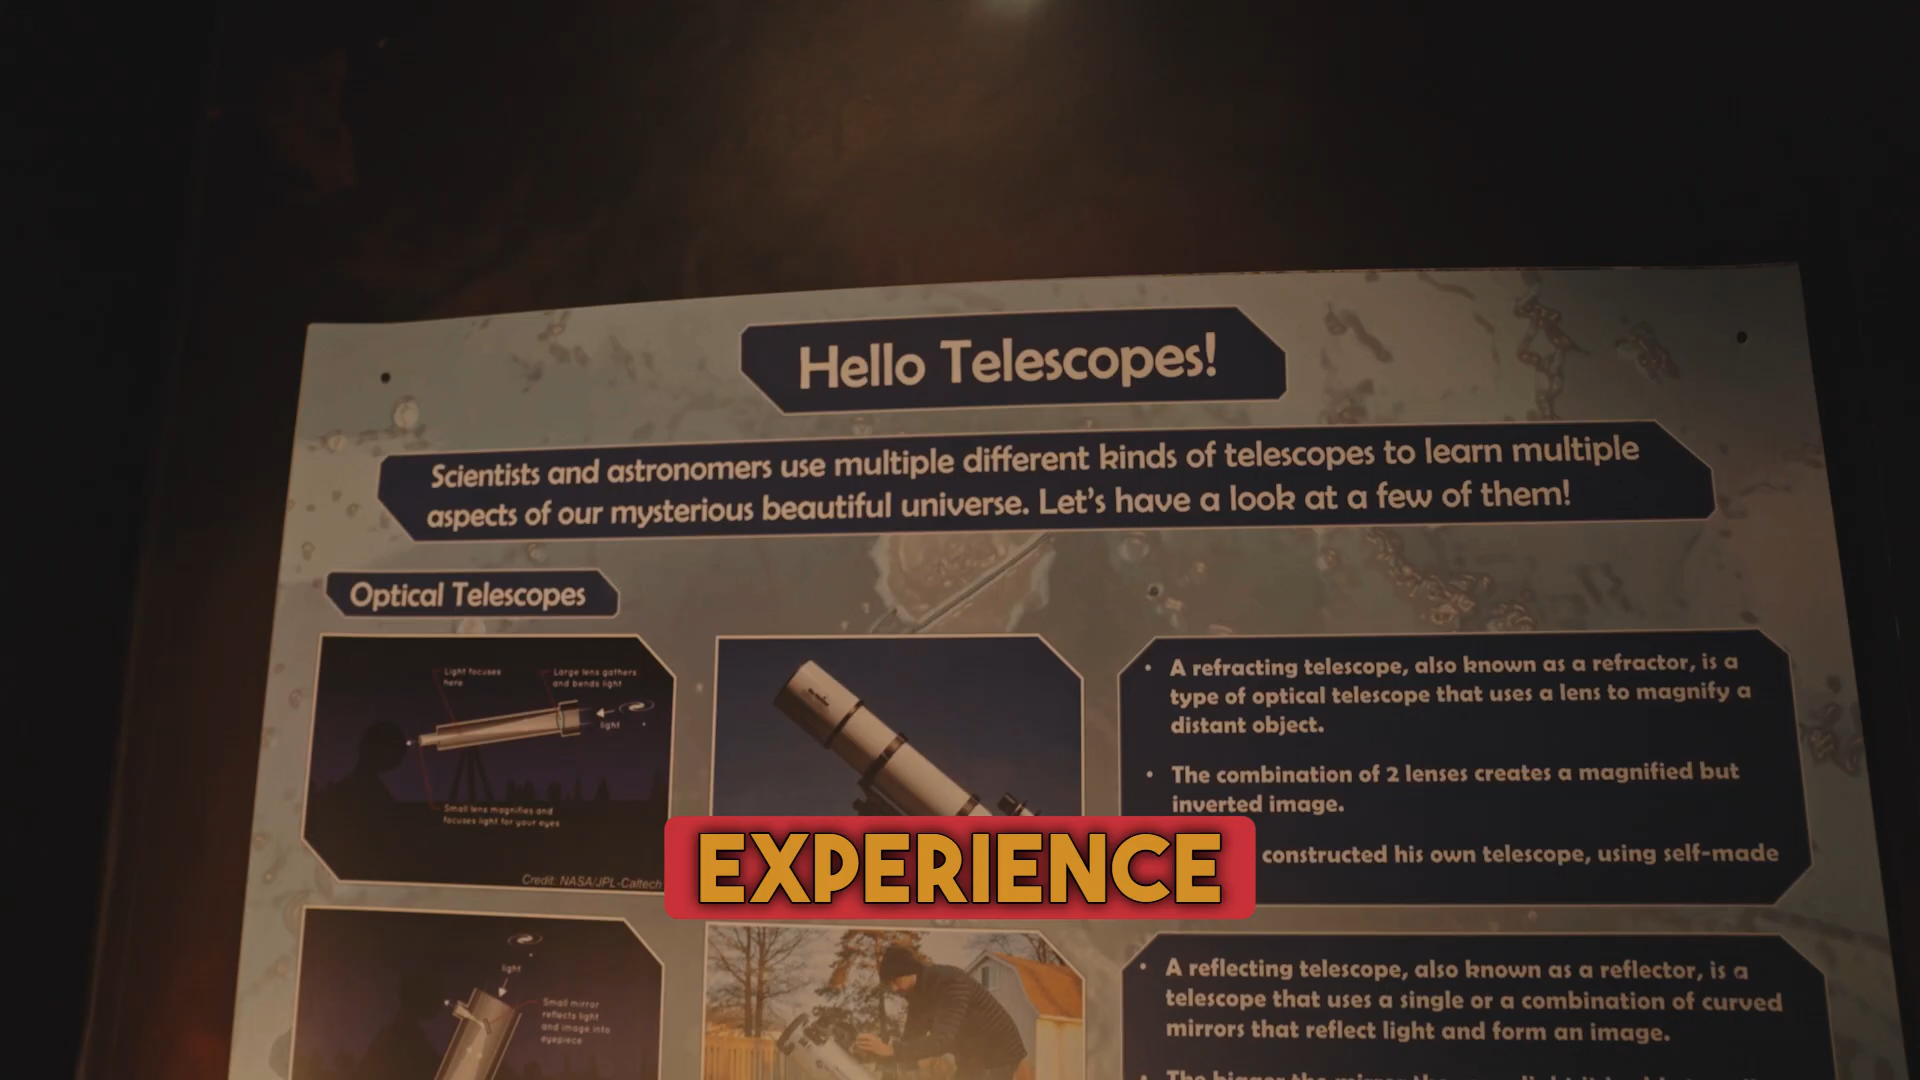 Hello Telescopes!
Scientists and astronomers use multiple different kinds of telescopes to learn multiple
aspects of our mysterious beautiful universe. Let's have a look at a few of them!
Optical Telescopes
Light focuses
here
Large lens gathers
and bends light
light
Small lens magnifies and
focuses light for your eyes
Credit: NASA/JPL-Caltech
• A refracting telescope, also known as a refractor, is a
type of optical telescope that uses a lens to magnify a
distant object.
• The combination of 2 lenses creates a magnified but
inverted image.
constructed his own telescope, using self-made
EXPERIENCE
light
Small mirror
reflects light
and image into
eyepiece
• A reflecting telescope, also known as a reflector, is a
telescope that uses a single or a combination of curved
mirrors that reflect light and form an image.
• The bigger the mirror the